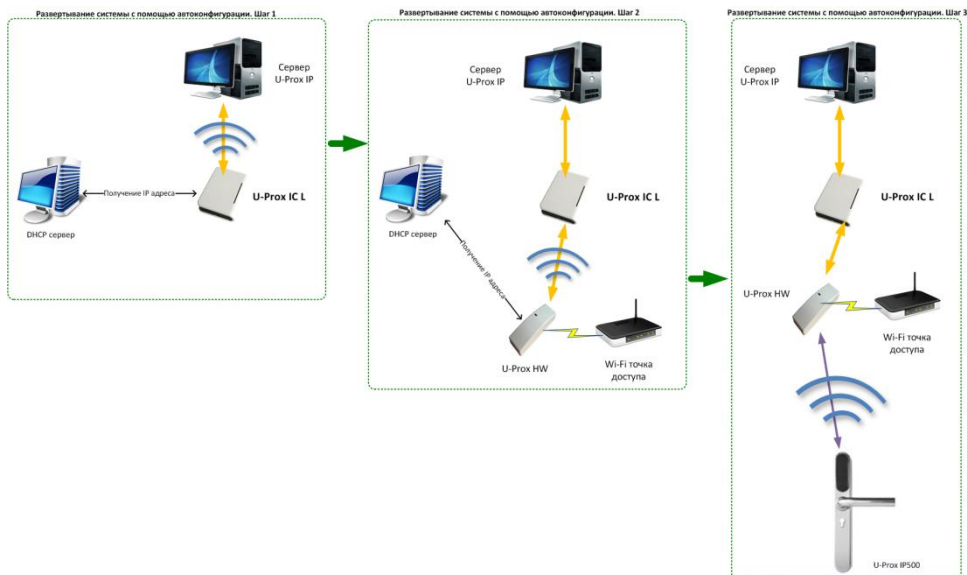 Развертывание системы с помощью автоконфигурации. Шаг 1
Сервер
U-Prox IP
Получение IP адреса
U-Prox IC L
DHCP сервер
Развертывание системы с помощью автоконфигурации. Шаг 2
Сервер
U-Prox IP
U-Prox IC L
DHCP сервер
Получение IP адреса
U-Prox HW
Wi-Fi точка
доступа
Развертывание системы с помощью автоконфигурации. Шаг 3
Сервер
U-Prox IP
U-Prox IC L
U-Prox HW
Wi-Fi точка
доступа
U-Prox IP500